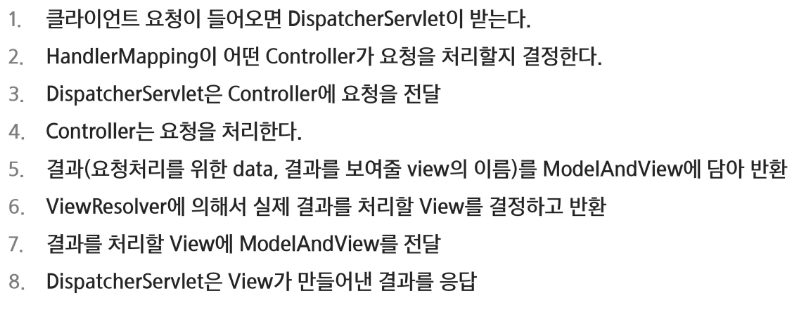 1. 클라이언트 요청이 들어오면 DispatcherServlet이 받는다.
2. HandlerMapping이 어떤 Controller가 요청을 처리할지 결정한다.
3. DispatcherServlet은 Controller에 요청을 전달
4. Controller는 요청을 처리한다.
5. 결과(요청처리를 위한 data, 결과를 보여줄 view의 이름)를 ModelAndView에 담아 반환
6. ViewResolver에 의해서 실제 결과를 처리할 View를 결정하고 반환
7. 결과를 처리할 View에 ModelAndView를 전달
8. DispatcherServlet은 View가 만들어낸 결과를 응답